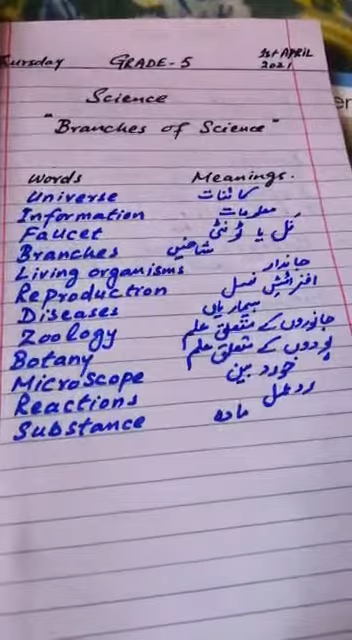 Thursday GRADE-5 1st APRIL 2021
Science
"Branches of Science"
Words Meanings.
Universe کائنات
Information معلومات
Faucet نل یا ٹونٹی
Branches شاخیں
Living organisms جاندار
Reproduction افزائشِ نسل
Diseases بیماریاں
Zoology جانوروں کے متعلق علم
Botany پودوں کے متعلق علم
Microscope خوردبین
Reactions ردعمل
Substance مادہ